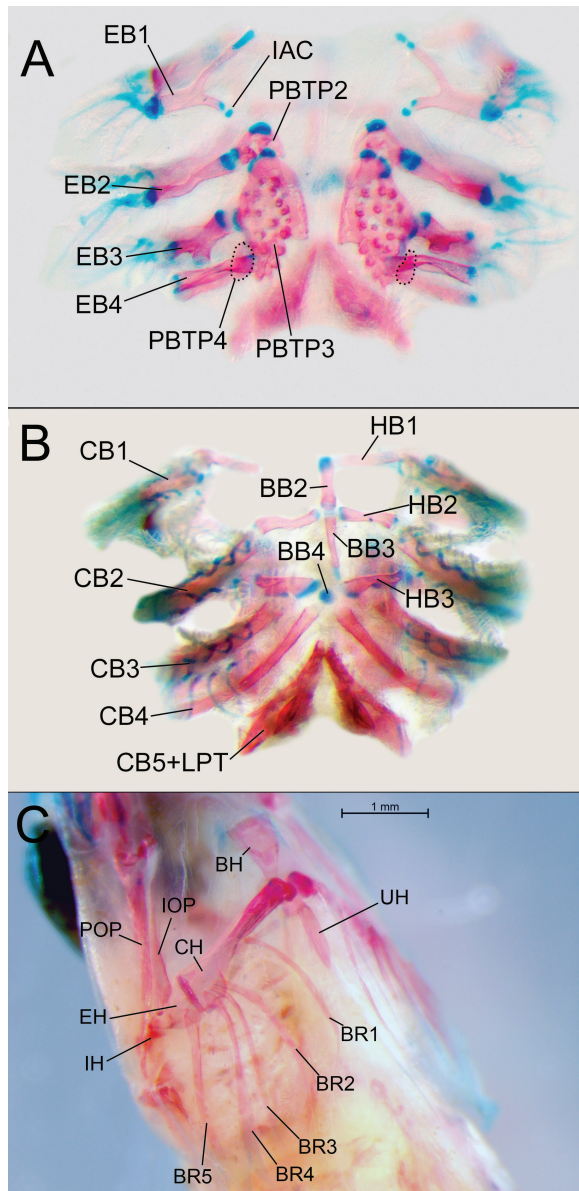 A
EB1
IAC
PBTP2
EB2
EB3
EB4
PBTP4
PBTP3
B
CB1
HB1
BB2
HB2
BB4
BB3
CB2
HB3
CB3
CB4
CB5+LPT
C
1 mm
BH
IOP
UH
POP
CH
EH
BR1
IH
BR2
BR3
BR4
BR5